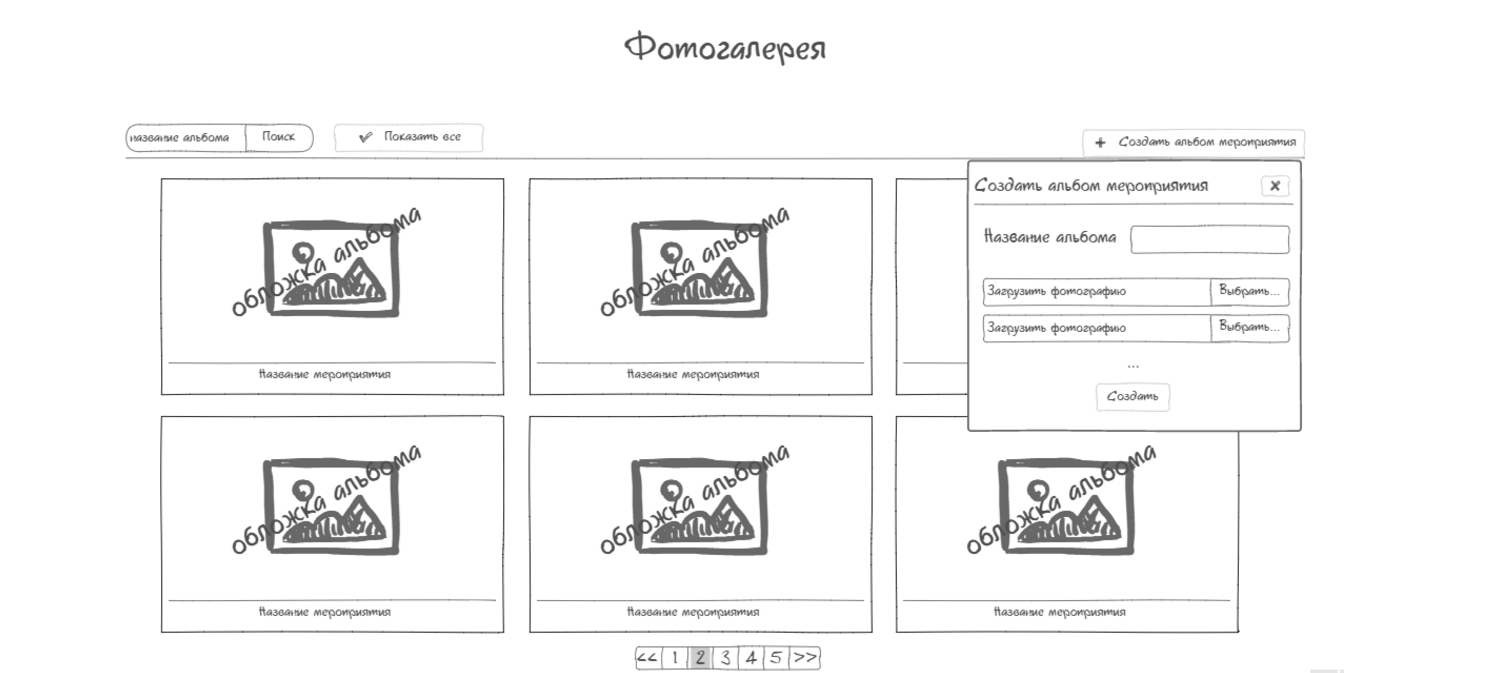 Фотогалерея
название альбома Поиск Показать все Создать альбом мероприятия
Создать альбом мероприятия
Название альбома
Загрузить фотографию Выбрать...
Загрузить фотографию Выбрать...
...
Создать
обложка альбома обложка альбома
Название мероприятия Название мероприятия
обложка альбома обложка альбома обложка альбома
Название мероприятия Название мероприятия Название мероприятия
<< 1 2 3 4 5 >>